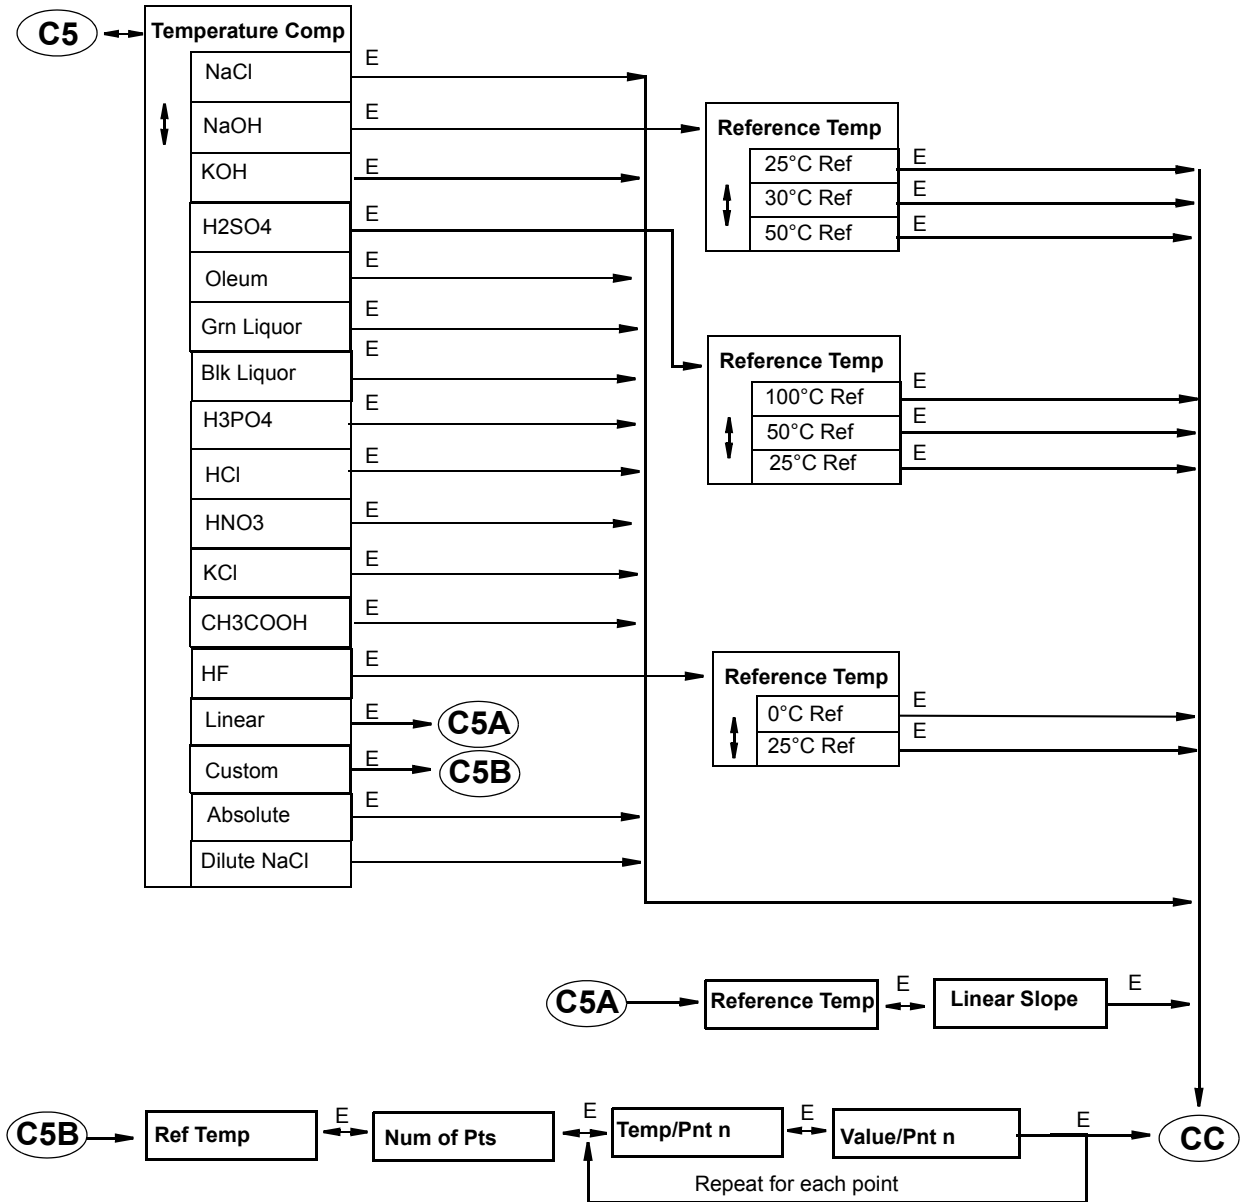 C5
Temperature Comp
NaCl
E
NaOH
E
KOH
E
H2SO4
E
Oleum
E
Grn Liquor
E
Blk Liquor
E
H3PO4
E
HCl
E
HNO3
E
KCl
E
CH3COOH
E
HF
E
Linear
E
C5A
Custom
E
C5B
Absolute
E
Dilute NaCl
Reference Temp
25°C Ref
E
30°C Ref
E
50°C Ref
E
Reference Temp
100°C Ref
E
50°C Ref
E
25°C Ref
E
Reference Temp
0°C Ref
E
25°C Ref
E
C5A
Reference Temp
E
Linear Slope
E
C5B
Ref Temp
E
Num of Pts
E
Temp/Pnt n
E
Value/Pnt n
E
CC
Repeat for each point